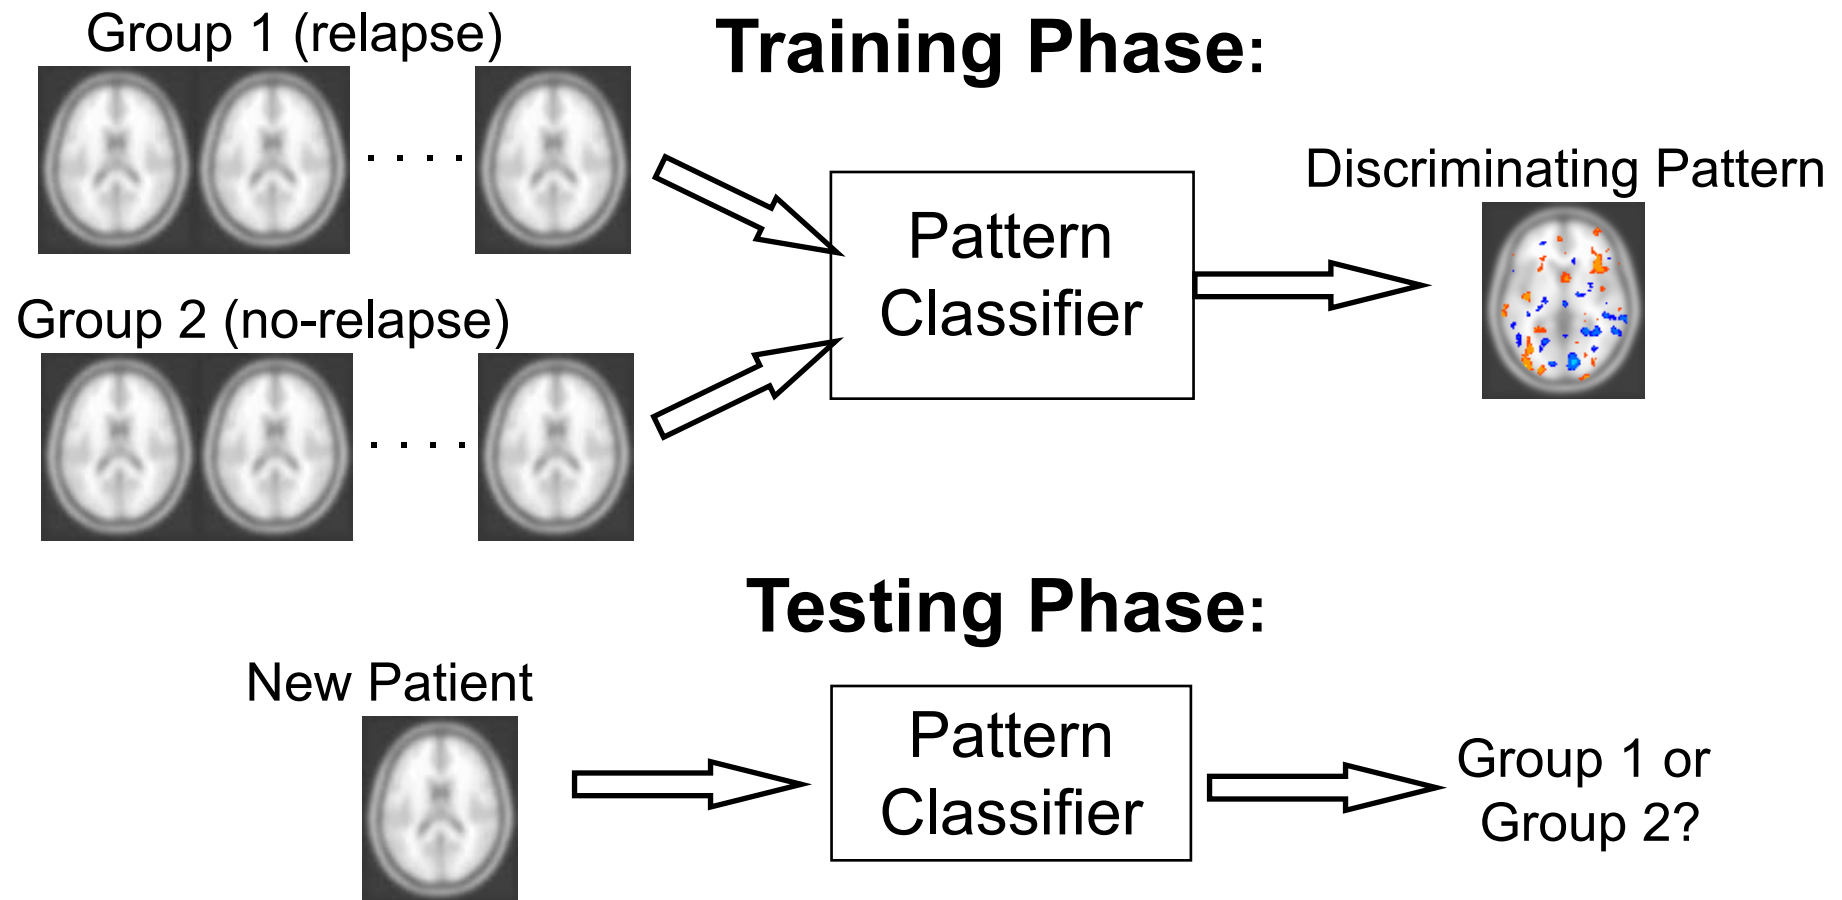 Group 1 (relapse)
Training Phase:
Pattern
Classifier
Discriminating Pattern
Group 2 (no-relapse)
Testing Phase:
New Patient
Pattern
Classifier
Group 1 or
Group 2?